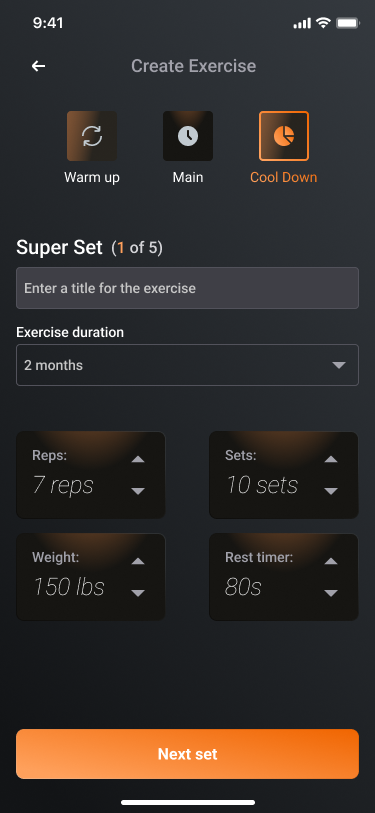 9:41
Create Exercise
Warm up
Main
Cool Down
Super Set (1 of 5)
Enter a title for the exercise
Exercise duration
2 months
Reps:
7 reps
Sets:
10 sets
Weight:
150 lbs
Rest timer:
80s
Next set